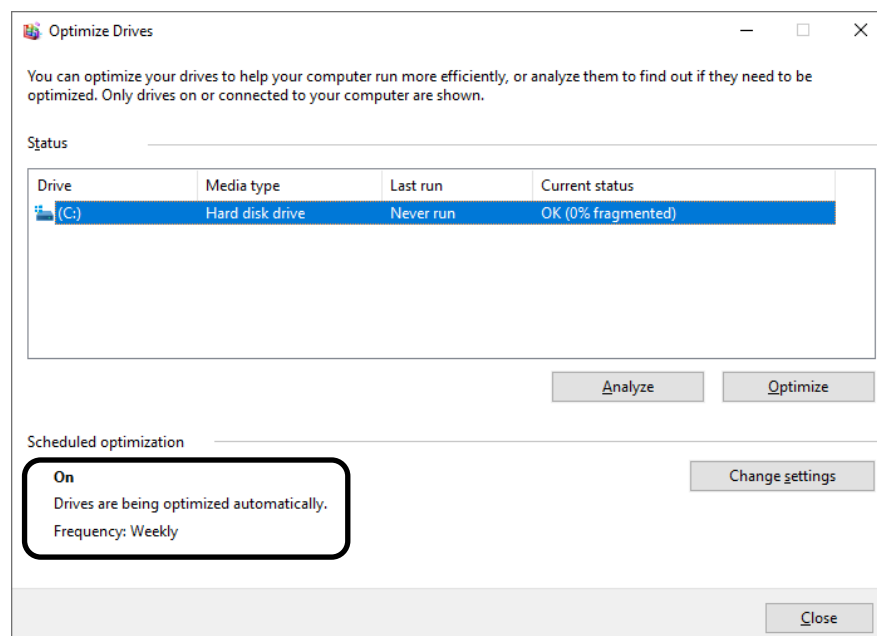 Optimize Drives
You can optimize your drives to help your computer run more efficiently, or analyze them to find out if they need to be
optimized. Only drives on or connected to your computer are shown.
Status
Drive Media type Last run Current status
(C:) Hard disk drive Never run OK (0% fragmented)
Analyze Optimize
Scheduled optimization
On
Change settings
Drives are being optimized automatically.
Frequency: Weekly
Close